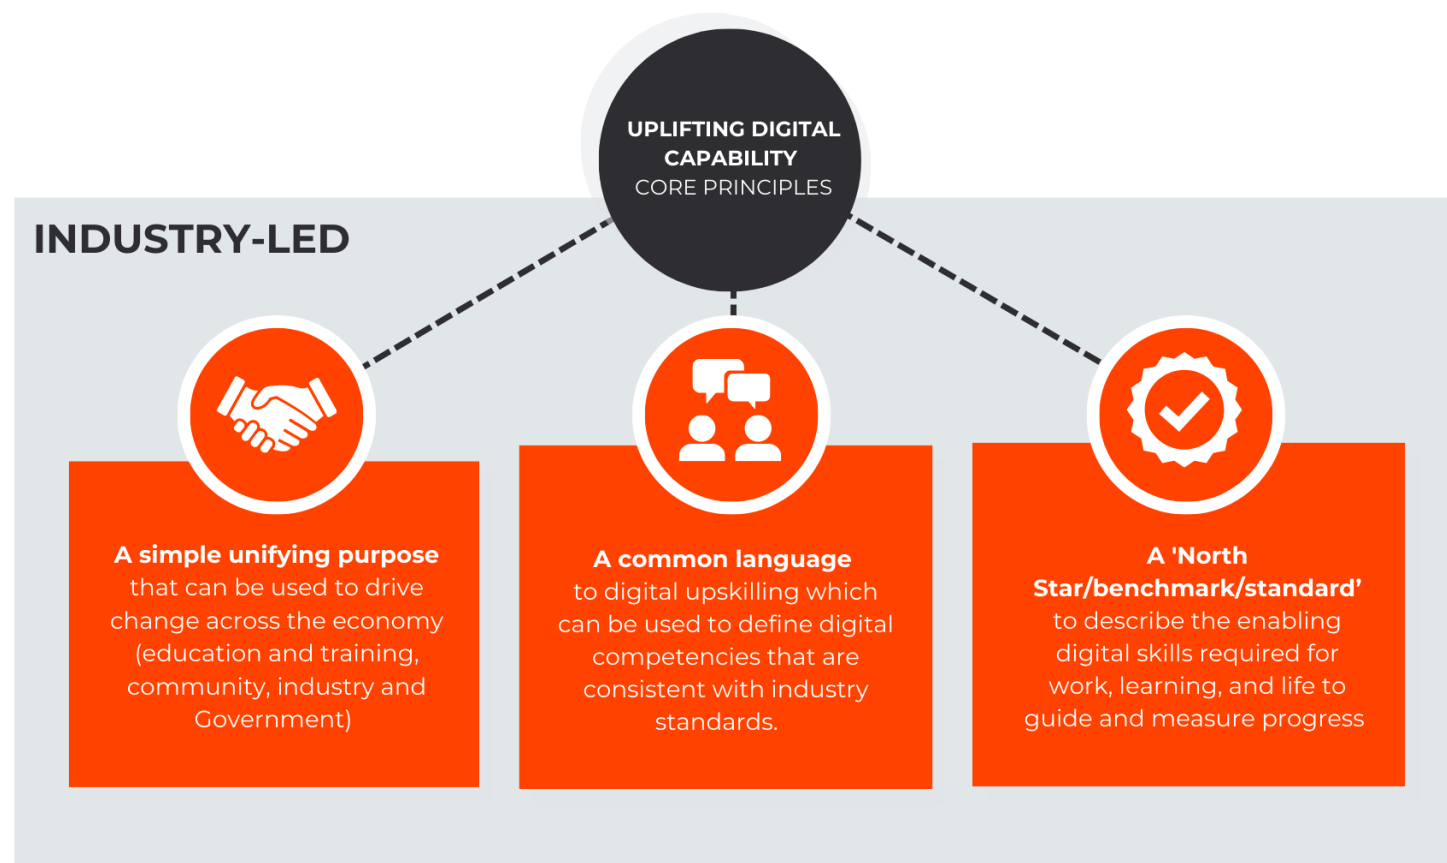 UPLIFTING DIGITAL
CAPABILITY
CORE PRINCIPLES
INDUSTRY-LED
A simple unifying purpose
that can be used to drive
change across the economy
(education and training,
community, industry and
Government)
A common language
to digital upskilling which
can be used to define digital
competencies that are
consistent with industry
standards.
A 'North
Star/benchmark/standard’
to describe the enabling
digital skills required for
work, learning, and life to
guide and measure progress